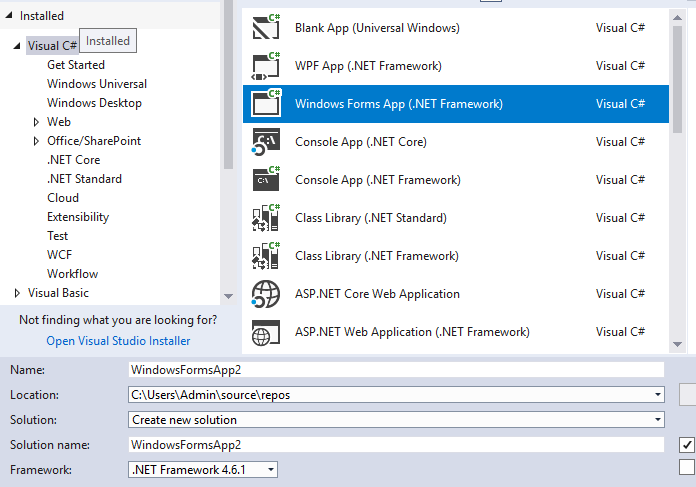 Installed
Visual C#
Installed
Get Started
Windows Universal
Windows Desktop
Web
Office/SharePoint
.NET Core
.NET Standard
Cloud
Extensibility
Test
WCF
Workflow
Visual Basic
Not finding what you are looking for?
Open Visual Studio Installer
C# Blank App (Universal Windows) Visual C#
C# WPF App (.NET Framework) Visual C#
C# Windows Forms App (.NET Framework) Visual C#
C# Console App (.NET Core) Visual C#
C# Console App (.NET Framework) Visual C#
C# Class Library (.NET Standard) Visual C#
C# Class Library (.NET Framework) Visual C#
C# ASP.NET Core Web Application Visual C#
C# ASP.NET Web Application (.NET Framework) Visual C#
Name: WindowsFormsApp2
Location: C:\Users\Admin\source\repos
Solution: Create new solution
Solution name: WindowsFormsApp2
Framework: .NET Framework 4.6.1